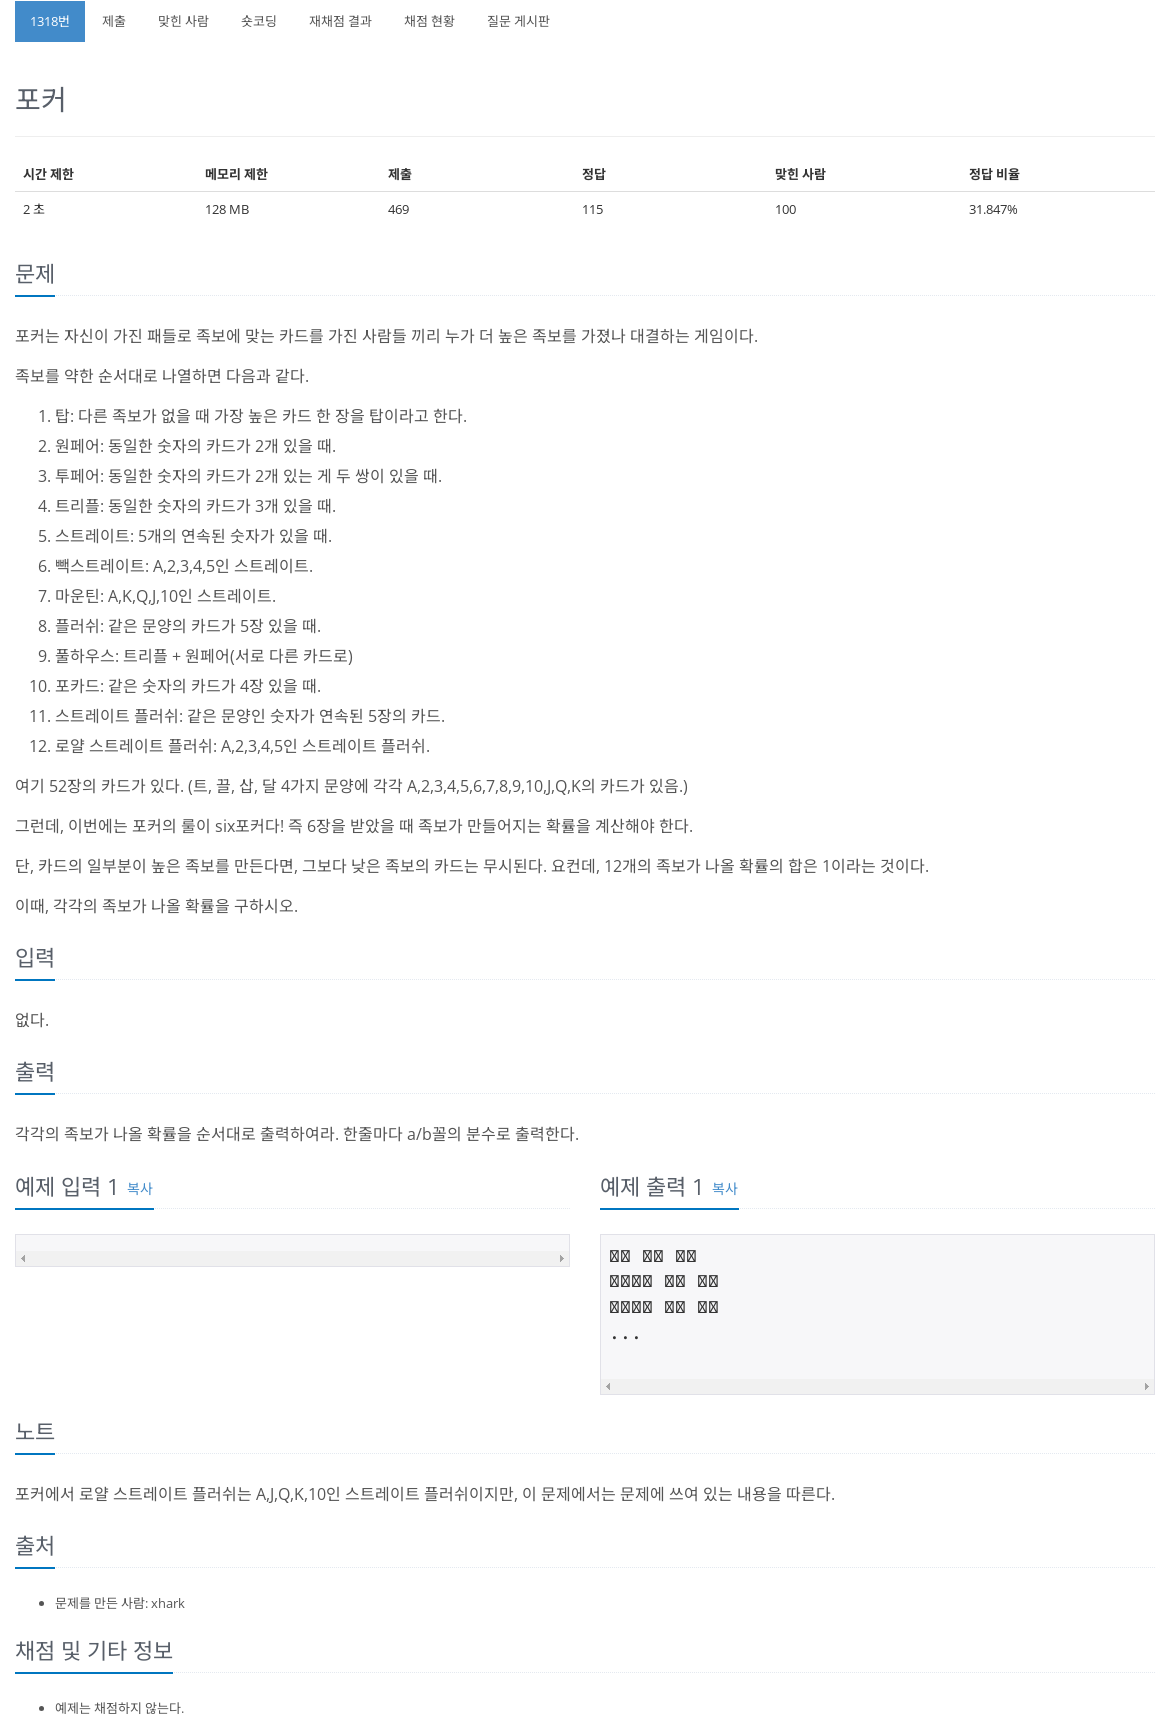 1318번 제출 맞힌 사람 숏코딩 재채점 결과 채점 현황 질문 게시판
포커
시간 제한 메모리 제한 제출 정답 맞힌 사람 정답 비율
2 초 128 MB 469 115 100 31.847%
문제
포커는 자신이 가진 패들로 족보에 맞는 카드를 가진 사람들 끼리 누가 더 높은 족보를 가졌나 대결하는 게임이다.
족보를 약한 순서대로 나열하면 다음과 같다.
1. 탑: 다른 족보가 없을 때 가장 높은 카드 한 장을 탑이라고 한다.
2. 원페어: 동일한 숫자의 카드가 2개 있을 때.
3. 투페어: 동일한 숫자의 카드가 2개 있는 게 두 쌍이 있을 때.
4. 트리플: 동일한 숫자의 카드가 3개 있을 때.
5. 스트레이트: 5개의 연속된 숫자가 있을 때.
6. 빽스트레이트: A,2,3,4,5인 스트레이트.
7. 마운틴: A,K,Q,J,10인 스트레이트.
8. 플러쉬: 같은 문양의 카드가 5장 있을 때.
9. 풀하우스: 트리플 + 원페어(서로 다른 카드로)
10. 포카드: 같은 숫자의 카드가 4장 있을 때.
11. 스트레이트 플러쉬: 같은 문양인 숫자가 연속된 5장의 카드.
12. 로얄 스트레이트 플러쉬: A,2,3,4,5인 스트레이트 플러쉬.
여기 52장의 카드가 있다. (트, 끌, 삽, 달 4가지 문양에 각각 A,2,3,4,5,6,7,8,9,10,J,Q,K의 카드가 있음.)
그런데, 이번에는 포커의 룰이 six포커다! 즉 6장을 받았을 때 족보가 만들어지는 확률을 계산해야 한다.
단, 카드의 일부분이 높은 족보를 만든다면, 그보다 낮은 족보의 카드는 무시된다. 요컨데, 12개의 족보가 나올 확률의 합은 1이라는 것이다.
이때, 각각의 족보가 나올 확률을 구하시오.
입력
없다.
출력
각각의 족보가 나올 확률을 순서대로 출력하여라. 한줄마다 a/b꼴의 분수로 출력한다.
예제 입력 1 복사
예제 출력 1 복사
...
노트
포커에서 로얄 스트레이트 플러쉬는 A,J,Q,K,10인 스트레이트 플러쉬이지만, 이 문제에서는 문제에 쓰여 있는 내용을 따른다.
출처
문제를 만든 사람: xhark
채점 및 기타 정보
예제는 채점하지 않는다.